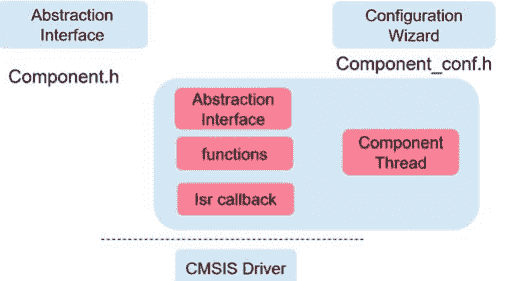 Abstraction
Interface
Configuration
Wizard
Component.h
Component_conf.h
Abstraction
Interface
functions
Component
Thread
Isr callback
CMSIS Driver